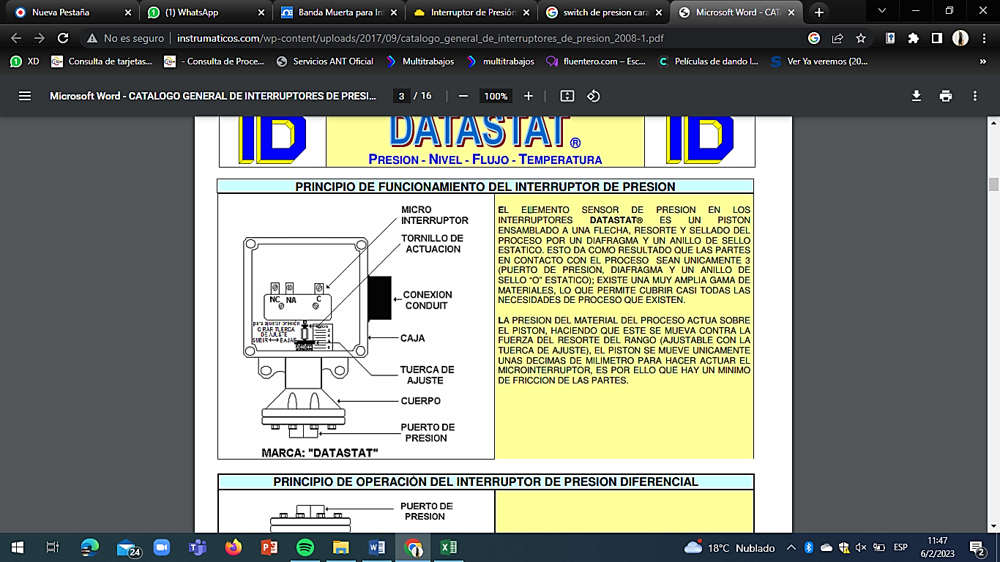 Nueva Pestaña
(1) WhatsApp
Banda Muerta para Int
Interruptor de Presión
switch de presion cara
Microsoft Word - CATA
No es seguro
instrumaticos.com/wp-content/uploads/2017/09/catalogo_general_de_interruptores_de_presion_2008-1.pdf
XD
Consulta de tarjetas...
- Consulta de Proce...
Servicios ANT Oficial
Multitrabajos
multitrabajos
fluentero.com – Esc...
Películas de dando l...
Ver Ya veremos (20...
»
Microsoft Word - CATALOGO GENERAL DE INTERRUPTORES DE PRESI...
3 / 16
100%
ID
DATASTAT®
ID
PRESION - NIVEL - FLUJO - TEMPERATURA
PRINCIPIO DE FUNCIONAMIENTO DEL INTERRUPTOR DE PRESION
MICRO
INTERRUPTOR
TORNILLO DE
ACTUACION
NC NA C
CONEXION
CONDUIT
para ajustar presión
GIRAR TUERCA
DE AJUSTE
SUBIR BAJAR
CAJA
TUERCA DE
AJUSTE
CUERPO
PUERTO DE
PRESION
MARCA: "DATASTAT"
EL ELEMENTO SENSOR DE PRESION EN LOS
INTERRUPTORES DATASTAT® ES UN PISTON
ENSAMBLADO A UNA FLECHA, RESORTE Y SELLADO DEL
PROCESO POR UN DIAFRAGMA Y UN ANILLO DE SELLO
ESTATICO. ESTO DA COMO RESULTADO QUE LAS PARTES
EN CONTACTO CON EL PROCESO SEAN UNICAMENTE 3
(PUERTO DE PRESION, DIAFRAGMA Y UN ANILLO DE
SELLO “O” ESTATICO); EXISTE UNA MUY AMPLIA GAMA DE
MATERIALES, LO QUE PERMITE CUBRIR CASI TODAS LAS
NECESIDADES DE PROCESO QUE EXISTEN.
LA PRESION DEL MATERIAL DEL PROCESO ACTUA SOBRE
EL PISTON, HACIENDO QUE ESTE SE MUEVA CONTRA LA
FUERZA DEL RESORTE DEL RANGO (AJUSTABLE CON LA
TUERCA DE AJUSTE), EL PISTON SE MUEVE UNICAMENTE
UNAS DECIMAS DE MILIMETRO PARA HACER ACTUAR EL
MICROINTERRUPTOR, ES POR ELLO QUE HAY UN MINIMO
DE FRICCION DE LAS PARTES.
PRINCIPIO DE OPERACIÓN DEL INTERRUPTOR DE PRESION DIFERENCIAL
PUERTO DE
PRESION
24
18°C Nublado
ESP
11:47
6/2/2023
2